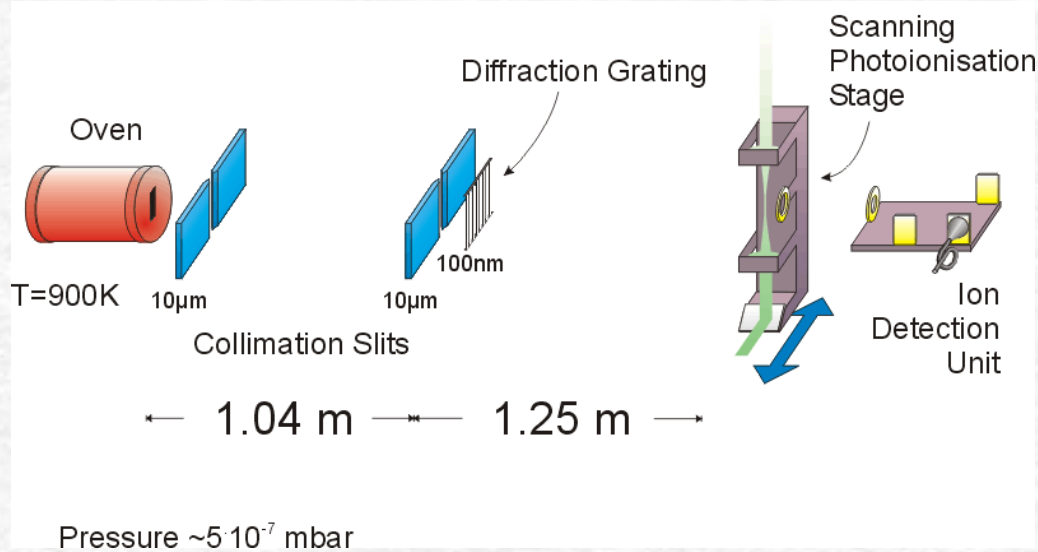 Scanning
Photoionisation
Stage
Diffraction Grating
Oven
100nm
T=900K
10µm
10µm
Ion
Detection
Unit
Collimation Slits
1.04 m
1.25 m
Pressure ~5·10⁻⁷ mbar